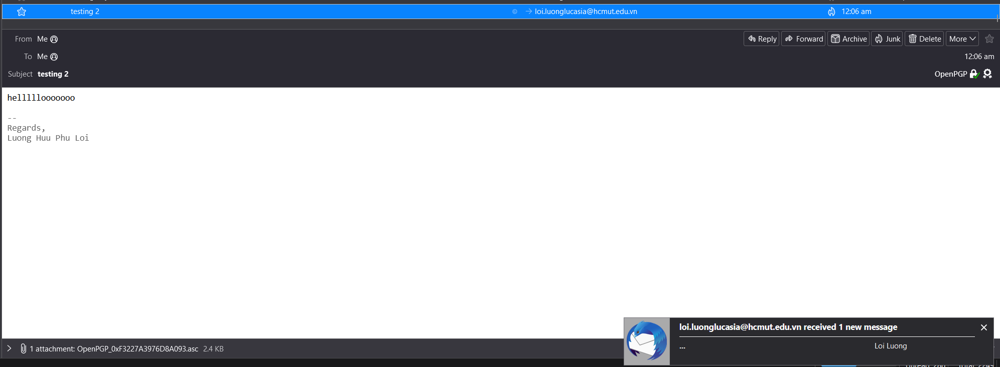 testing 2 → loi.luonglucasia@hcmut.edu.vn 12:06 am
From Me Reply Forward Archive Junk Delete More
To Me 12:06 am
Subject testing 2 OpenPGP
hellllloooooooo
--
Regards,
Luong Huu Phu Loi
loi.luonglucasia@hcmut.edu.vn received 1 new message
... Loi Luong
1 attachment: OpenPGP_0xF3227A3976D8A093.asc 2.4 KB